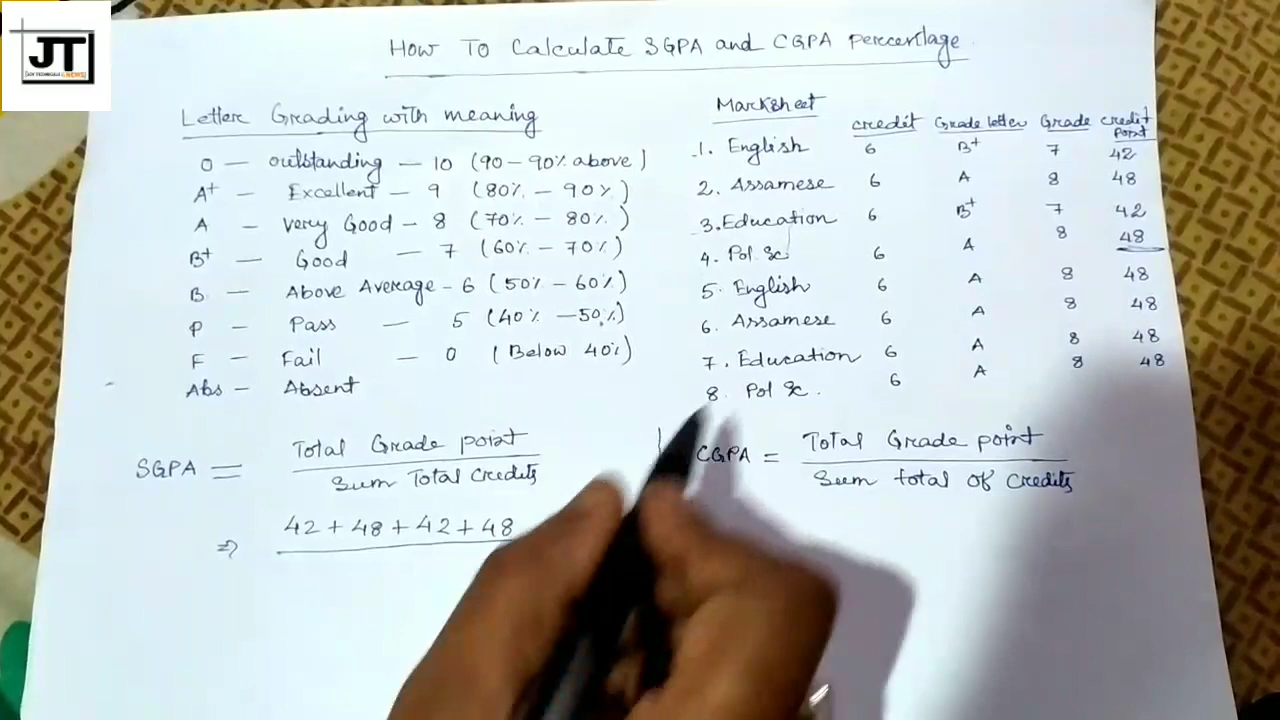 JT
How To Calculate SGPA and CGPA percentage
Letter Grading with meaning
O — outstanding — 10 (90 – 90% above)
A+ — Excellent — 9 (80% – 90%)
A — very Good – 8 (70% – 80%)
B+ — Good — 7 (60% – 70%)
B — Above Average – 6 (50% – 60%)
P — Pass — 5 (40% – 50%)
F — Fail — 0 (Below 40%)
Abs — Absent
Marksheet
credit Grade letter Grade credit point
1. English 6 B+ 7 42
2. Assamese 6 A 8 48
3. Education 6 B+ 7 42
4. Pol Sc. 6 A 8 48
5. English 6 A 8 48
6. Assamese 6 A 8 48
7. Education 6 A 8 48
8. Pol Sc. 6 A 8 48
SGPA = Total Grade point
Sum Total Credits
⇒ 42 + 48 + 42 + 48
CGPA = Total Grade point
Sum total of Credits